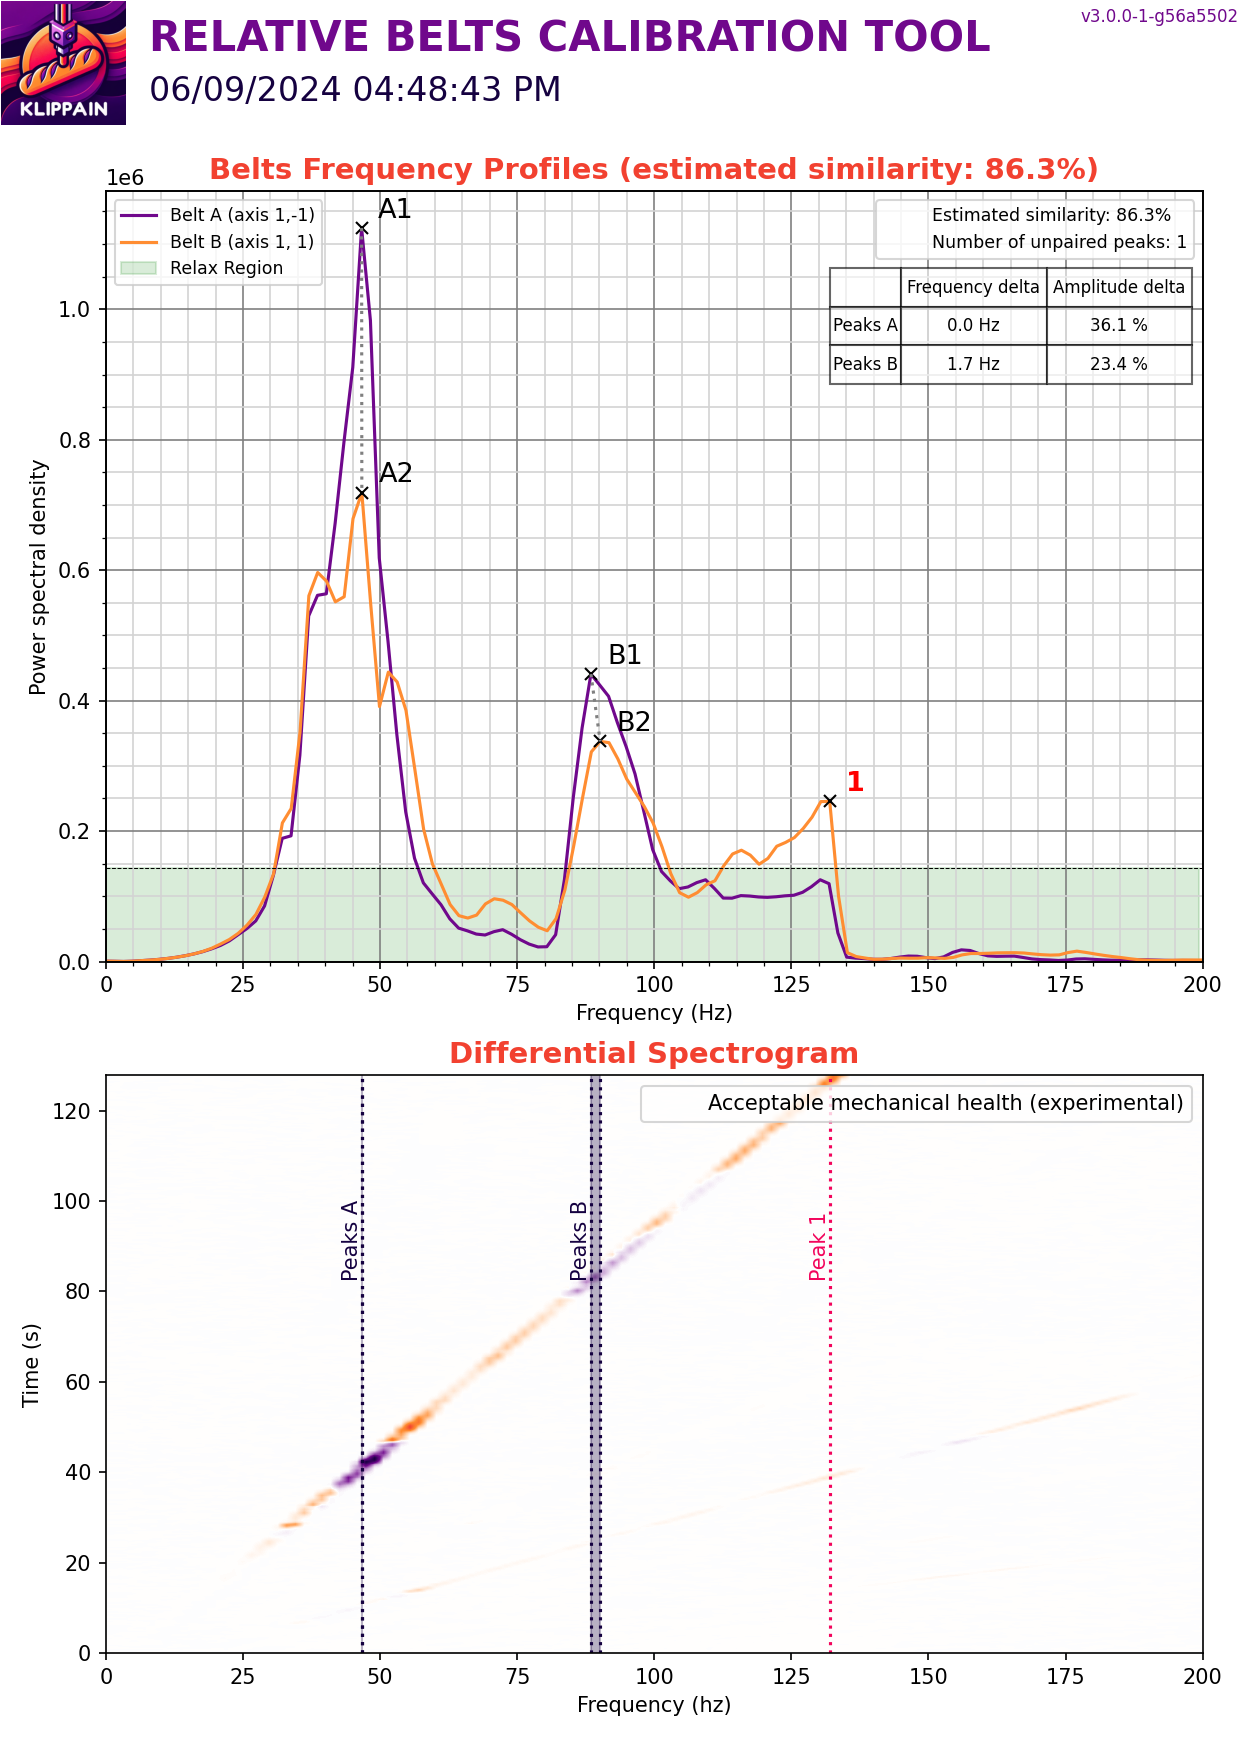 KLIPPAIN
RELATIVE BELTS CALIBRATION TOOL
v3.0.0-1-g56a5502
06/09/2024 04:48:43 PM
Belts Frequency Profiles (estimated similarity: 86.3%)
1e6
Belt A (axis 1,-1)
Belt B (axis 1, 1)
Relax Region
Estimated similarity: 86.3%
Number of unpaired peaks: 1
Frequency delta Amplitude delta
Peaks A 0.0 Hz 36.1 %
Peaks B 1.7 Hz 23.4 %
A1
A2
B1
B2
1
Power spectral density
1.0
0.8
0.6
0.4
0.2
0.0
0 25 50 75 100 125 150 175 200
Frequency (Hz)
Differential Spectrogram
Acceptable mechanical health (experimental)
Peaks A
Peaks B
Peak 1
Time (s)
120
100
80
60
40
20
0
0 25 50 75 100 125 150 175 200
Frequency (hz)